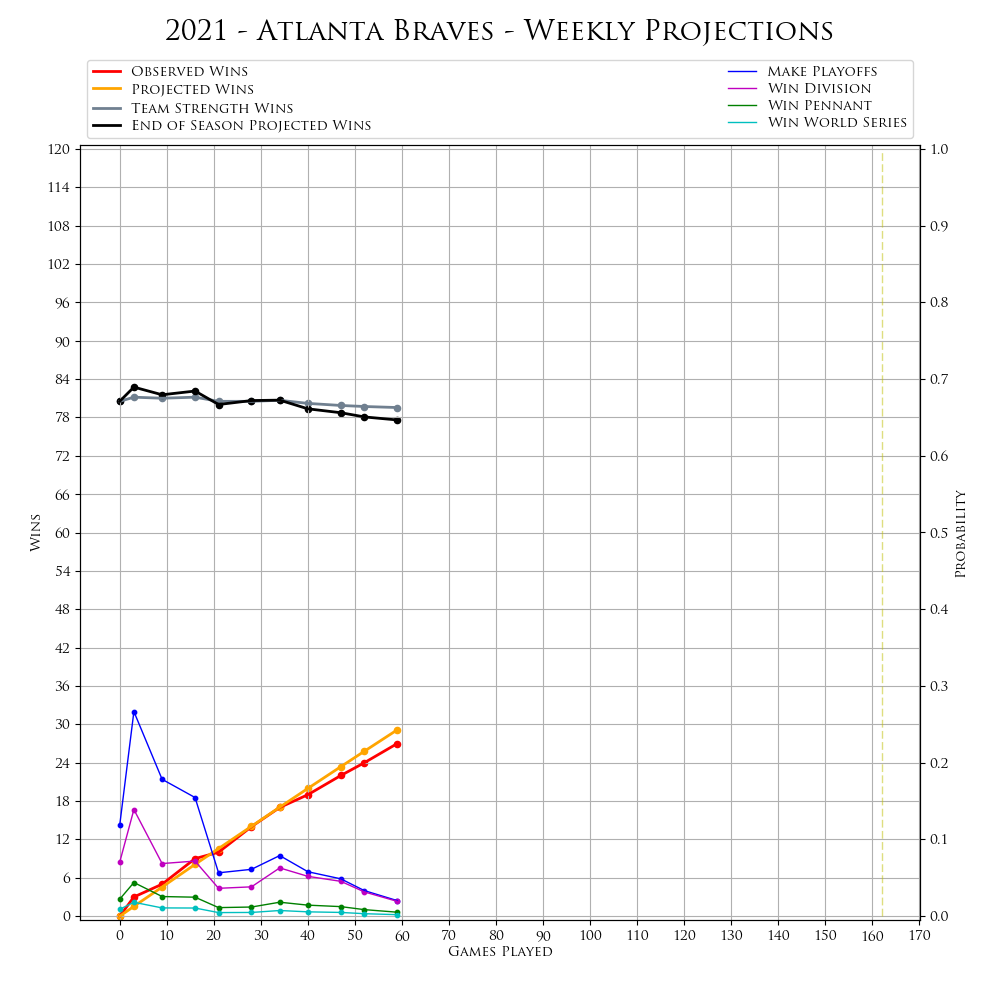 2021 - Atlanta Braves - Weekly Projections
Observed Wins
Projected Wins
Team Strength Wins
End of Season Projected Wins
Make Playoffs
Win Division
Win Pennant
Win World Series
120
114
108
102
96
90
84
78
72
66
60
54
48
42
36
30
24
18
12
6
0
Wins
1.0
0.9
0.8
0.7
0.6
0.5
0.4
0.3
0.2
0.1
0.0
Probability
0 10 20 30 40 50 60 70 80 90 100 110 120 130 140 150 160 170
Games Played